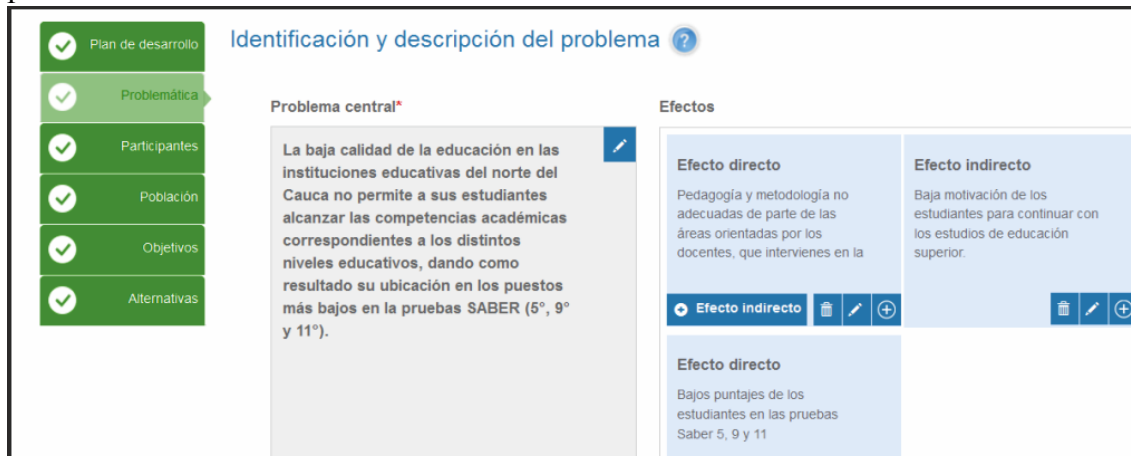 Identificación y descripción del problema ?
Plan de desarrollo
Problemática
Participantes
Población
Objetivos
Alternativas
Problema central*
La baja calidad de la educación en las
instituciones educativas del norte del
Cauca no permite a sus estudiantes
alcanzar las competencias académicas
correspondientes a los distintos
niveles educativos, dando como
resultado su ubicación en los puestos
más bajos en la pruebas SABER (5°, 9°
y 11°).
Efectos
Efecto directo
Pedagogía y metodología no
adecuadas de parte de las
áreas orientadas por los
docentes, que intervienen en la
Efecto indirecto
Efecto indirecto
Baja motivación de los
estudiantes para continuar con
los estudios de educación
superior.
Efecto directo
Bajos puntajes de los
estudiantes en las pruebas
Saber 5, 9 y 11